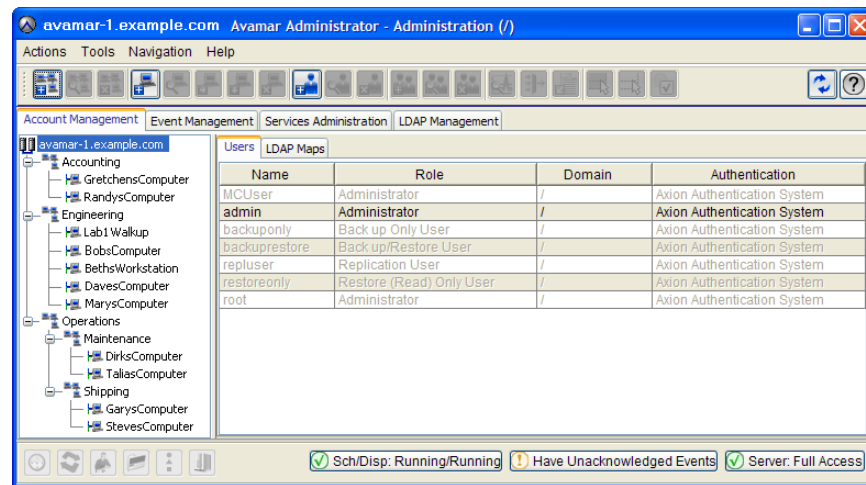 avamar-1.example.com Avamar Administrator - Administration (/)
Actions Tools Navigation Help
Account Management Event Management Services Administration LDAP Management
avamar-1.example.com
Accounting
GretchensComputer
RandysComputer
Engineering
Lab1 Walkup
BobsComputer
BethsWorkstation
DavesComputer
MarysComputer
Operations
Maintenance
DirksComputer
TaliasComputer
Shipping
GarysComputer
StevesComputer
Users LDAP Maps
Name Role Domain Authentication
MCUser Administrator / Axion Authentication System
admin Administrator / Axion Authentication System
backuponly Back up Only User / Axion Authentication System
backuprestore Back up/Restore User / Axion Authentication System
repluser Replication User / Axion Authentication System
restoreonly Restore (Read) Only User / Axion Authentication System
root Administrator / Axion Authentication System
Sch/Disp: Running/Running Have Unacknowledged Events Server: Full Access